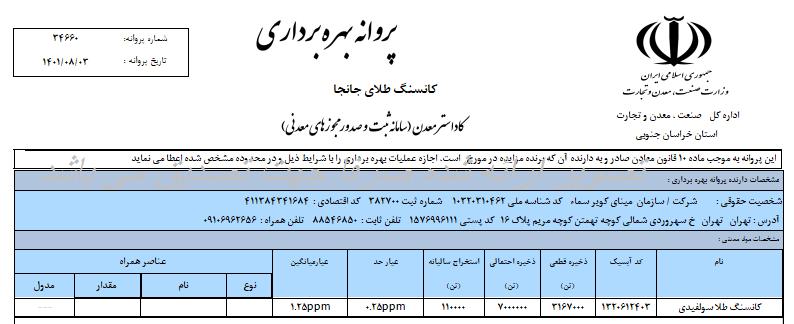 پروانه بهره برداری
شماره پروانه: ۳۴۶۶۰
تاریخ پروانه : ۱۴۰۱/۰۸/۰۳
جمهوری اسلامی ایران
وزارت صنعت، معدن و تجارت
اداره کل صنعت ، معدن و تجارت
استان خراسان جنوبی
کانسنگ طلای جانجا
کاداستر معدن (سامانه ثبت و صدور مجوزهای معدنی)
این پروانه به موجب ماده ۱۰ قانون معادن صادر و به دارنده آن که برنده مزایده در مورخ است. اجازه عملیات بهره برداری را با شرایط ذیل و در محدوده مشخص شده اعطا می نماید
مشخصات دارنده پروانه بهره برداری :
شخصیت حقوقی : شرکت / سازمان مینای کویر سماء کد شناسه ملی ۱۰۳۲۰۳۱۰۴۶۲ شماره ثبت ۳۸۲۷۰۰ کد اقتصادی : ۴۱۱۳۸۴۳۴۱۶۸۴
آدرس : تهران تهران خ سهروردی شمالی کوچه تهمتن کوچه مریم پلاک ۱۶ کد پستی ۱۵۷۶۹۹۶۱۱۱ تلفن ثابت : ۸۸۵۴۶۸۵۰ تلفن همراه : ۰۹۱۰۶۹۶۲۶۵۶
مشخصات مواد معدنی :
نام کد آیسیک ذخیره قطعی (تن) ذخیره احتمالی (تن) استخراج سالیانه (تن) عیار حد عیارمیانگین عناصر همراه
نوع نام مقدار مدول
کانسنگ طلا سولفیدی ۱۳۲۰۶۱۲۴۰۳ ۳۱۶۷۰۰۰ ۷۰۰۰۰۰۰ ۱۱۰۰۰۰ ۰.۲۵ppm ۱.۲۵ppm